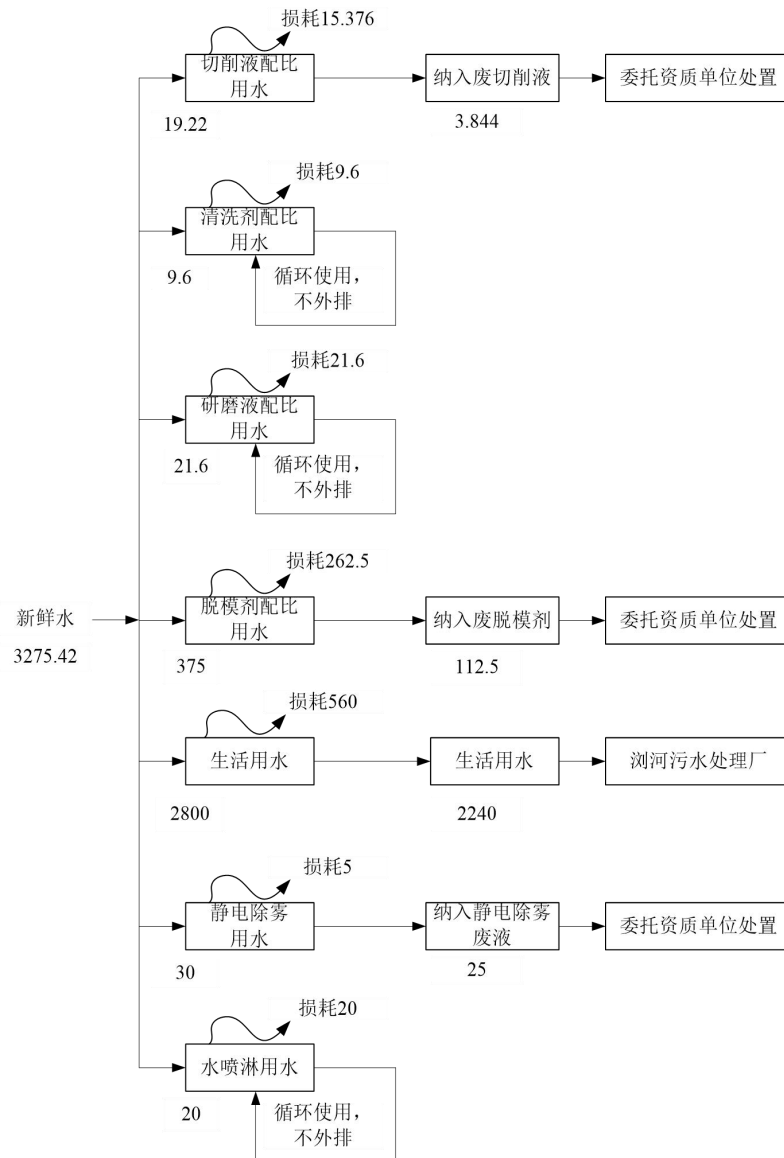 损耗15.376
切削液配比
用水
纳入废切削液
委托资质单位处置
19.22
3.844
损耗9.6
清洗剂配比
用水
9.6
循环使用，
不外排
损耗21.6
研磨液配比
用水
21.6
循环使用，
不外排
损耗262.5
新鲜水
脱模剂配比
用水
纳入废脱模剂
委托资质单位处置
3275.42
375
112.5
损耗560
生活用水
生活用水
浏河污水处理厂
2800
2240
损耗5
静电除雾
用水
纳入静电除雾
废液
委托资质单位处置
30
25
损耗20
水喷淋用水
20
循环使用，
不外排